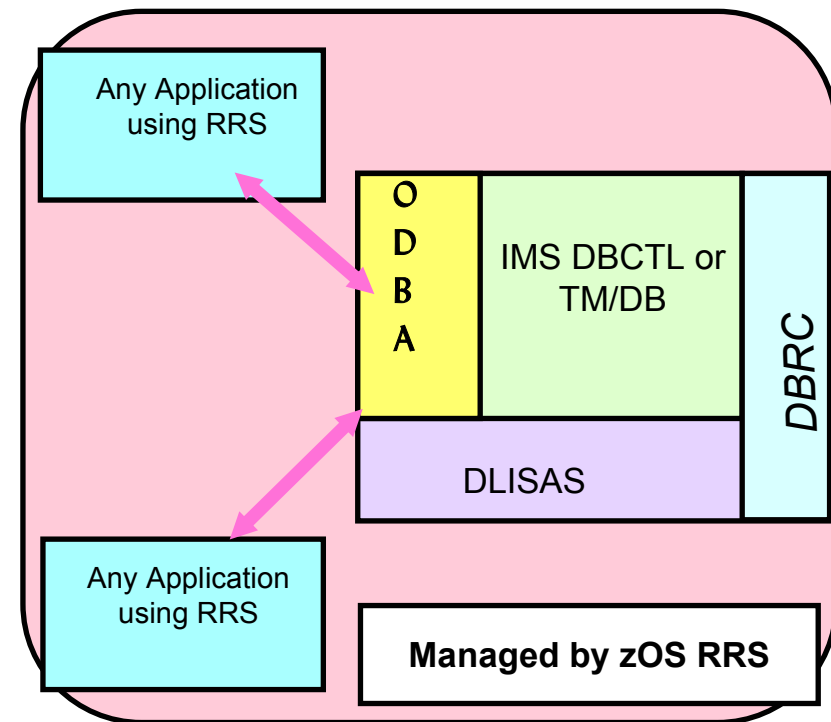 Any Application
using RRS
O
D
B
A
IMS DBCTL or
TM/DB
DBRC
DLISAS
Any Application
using RRS
Managed by zOS RRS